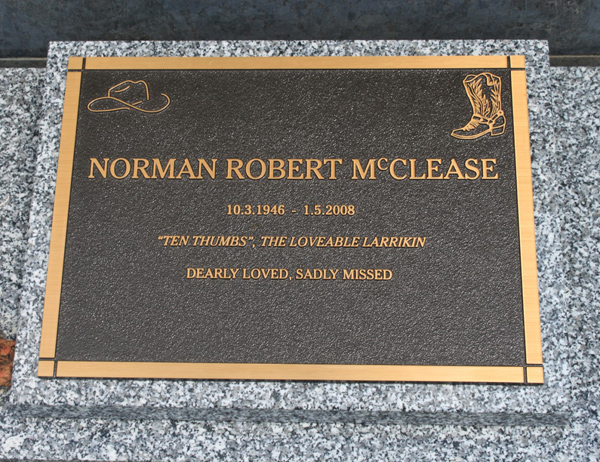 NORMAN ROBERT McCLEASE
10.3.1946 - 1.5.2008
"TEN THUMBS", THE LOVEABLE LARRIKIN
DEARLY LOVED, SADLY MISSED